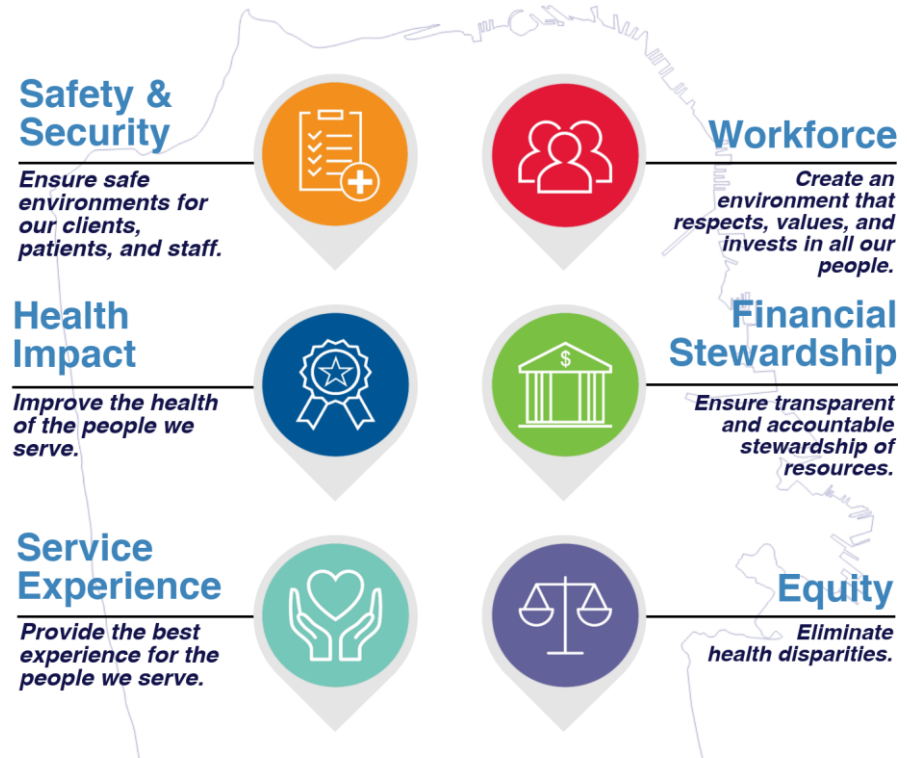 Safety &
Security
Ensure safe
environments for
our clients,
patients, and staff.
Workforce
Create an
environment that
respects, values, and
invests in all our
people.
Health
Impact
Improve the health
of the people we
serve.
$
Financial
Stewardship
Ensure transparent
and accountable
stewardship of
resources.
Service
Experience
Provide the best
experience for the
people we serve.
Equity
Eliminate
health disparities.